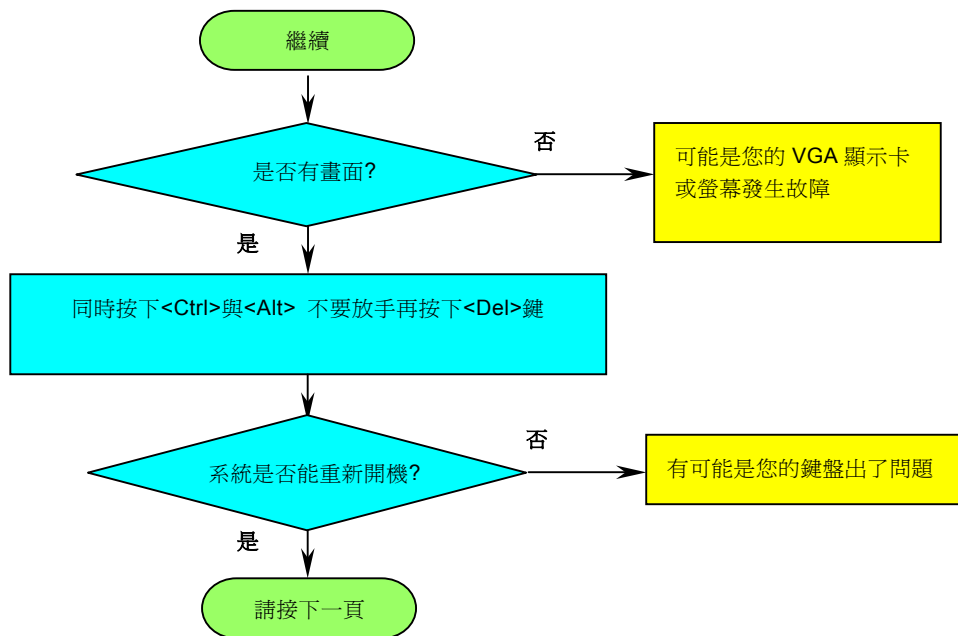 繼續
是否有畫面?
否
可能是您的 VGA 顯示卡
或螢幕發生故障
是
同時按下<Ctrl>與<Alt> 不要放手再按下<Del>鍵
系統是否能重新開機?
否
有可能是您的鍵盤出了問題
是
請接下一頁